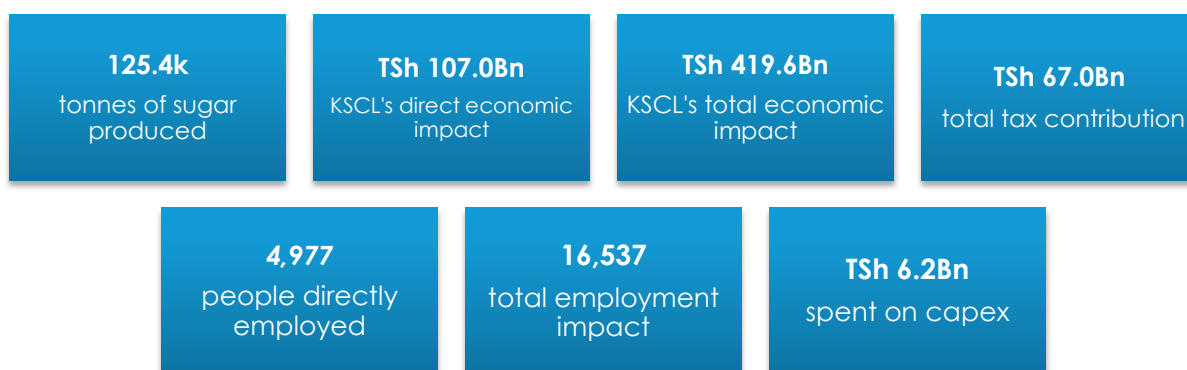 125.4k
tonnes of sugar
produced
TSh 107.0Bn
KSCL's direct economic
impact
TSh 419.6Bn
KSCL's total economic
impact
TSh 67.0Bn
total tax contribution
4,977
people directly
employed
16,537
total employment
impact
TSh 6.2Bn
spent on capex